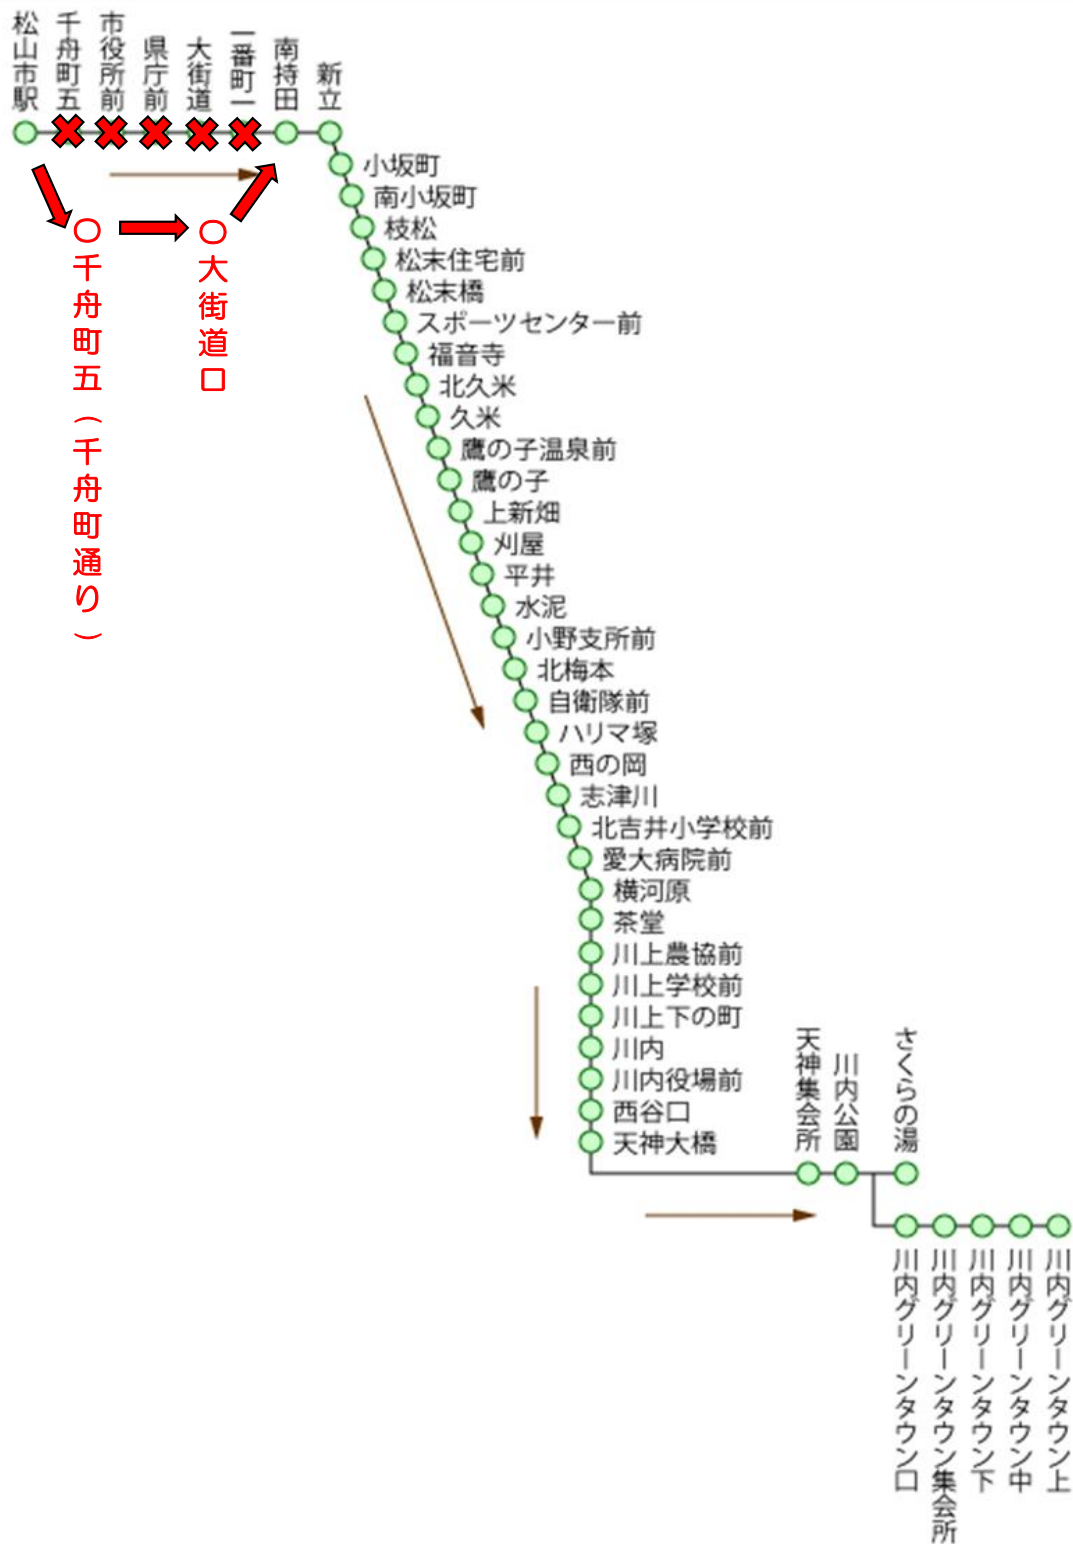 松山市駅
千舟町五
市役所前
県庁前
大街道
一番町一
南持田
新立
〇千舟町五（千舟町通り）
〇大街道口
小坂町
南小坂町
枝松
松末住宅前
松末橋
スポーツセンター前
福音寺
北久米
久米
鷹の子温泉前
鷹の子
上新畑
刈屋
平井
水泥
小野支所前
北梅本
自衛隊前
ハリマ塚
西の岡
志津川
北吉井小学校前
愛大病院前
横河原
茶堂
川上農協前
川上学校前
川上下の町
川内
川内役場前
西谷口
天神大橋
天神集会所
川内公園
さくらの湯
川内グリーンタウン口
川内グリーンタウン集会所
川内グリーンタウン下
川内グリーンタウン中
川内グリーンタウン上